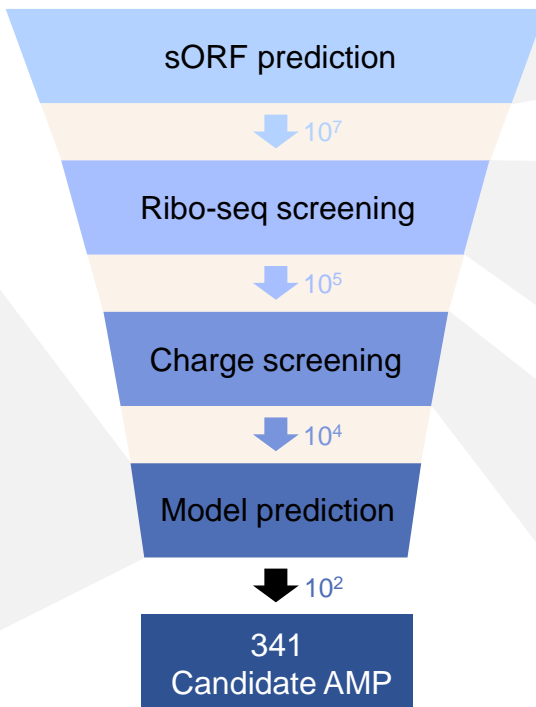 sORF prediction
10⁷
Ribo-seq screening
10⁵
Charge screening
10⁴
Model prediction
10²
341
Candidate AMP